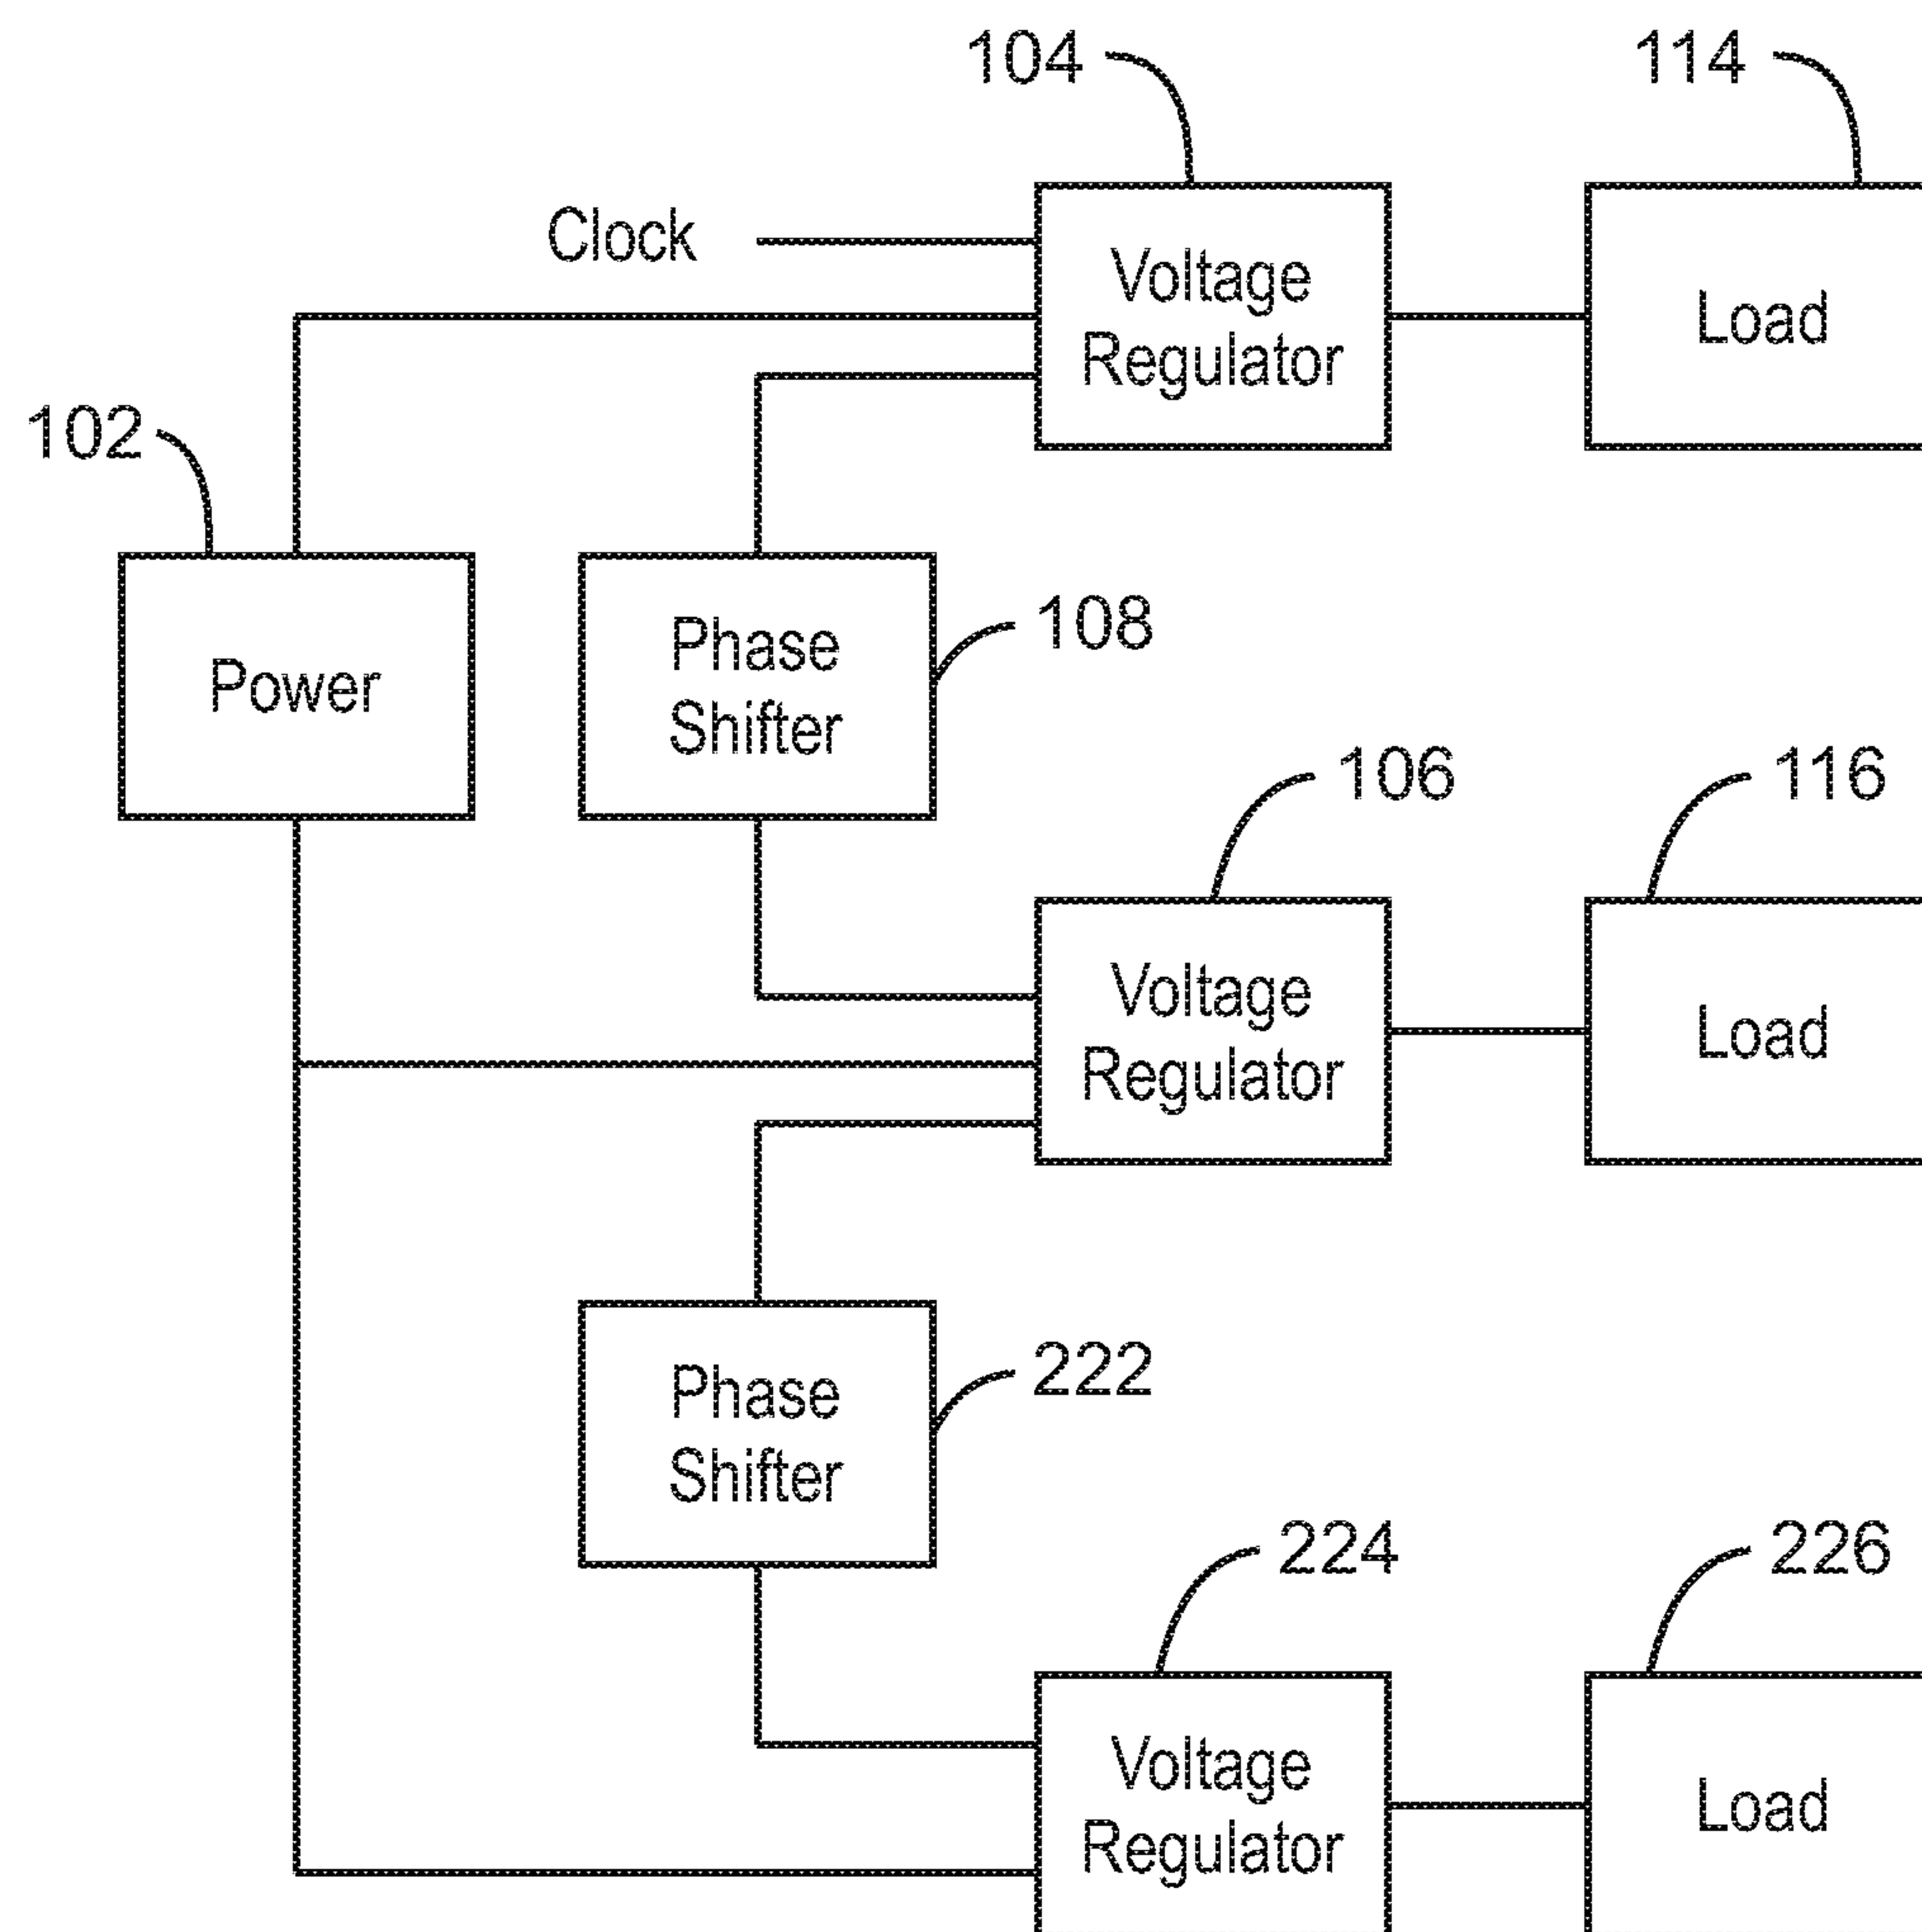 104
114
Clock
Voltage
Regulator
Load
102
Power
Phase
Shifter
108
106
116
Voltage
Regulator
Load
Phase
Shifter
222
224
226
Voltage
Regulator
Load